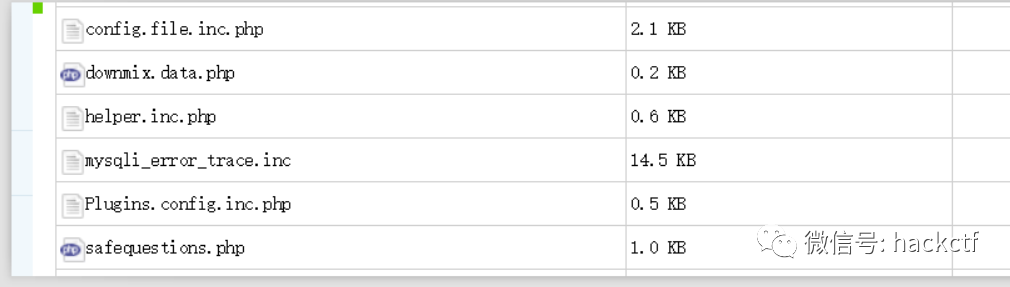 config.file.inc.php 2.1 KB
downmix.data.php 0.2 KB
helper.inc.php 0.6 KB
mysqli_error_trace.inc 14.5 KB
Plugins.config.inc.php 0.5 KB
safequestions.php 1.0 KB
微信号: hackctf